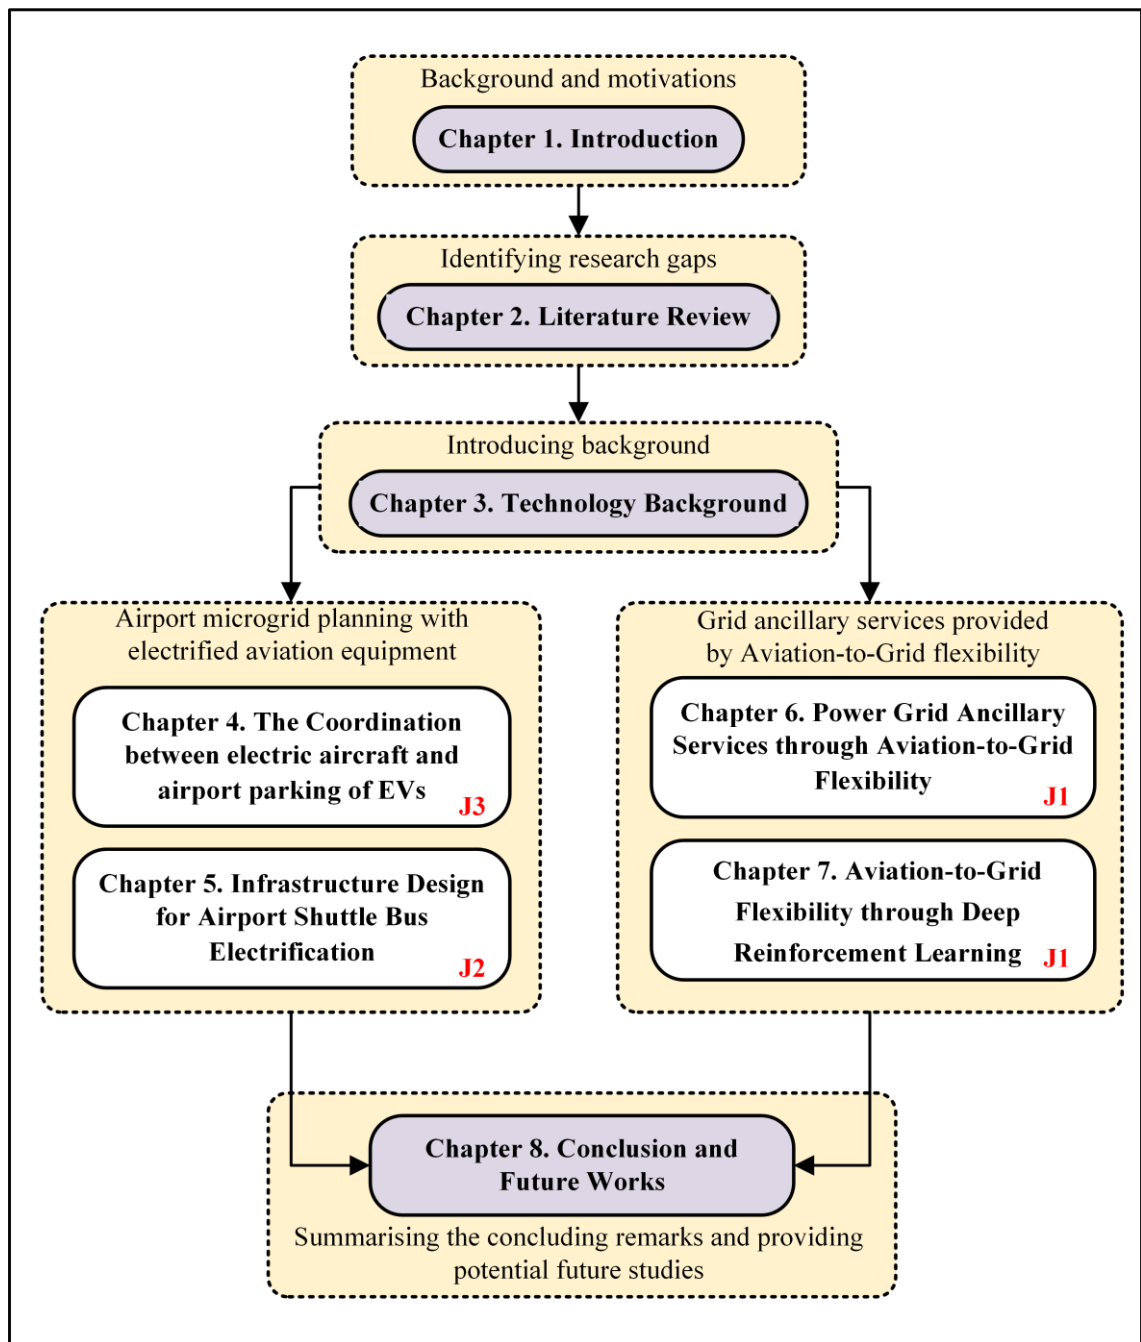 Background and motivations
Chapter 1. Introduction
Identifying research gaps
Chapter 2. Literature Review
Introducing background
Chapter 3. Technology Background
Airport microgrid planning with
electrified aviation equipment
Chapter 4. The Coordination
between electric aircraft and
airport parking of EVs
J3
Chapter 5. Infrastructure Design
for Airport Shuttle Bus
Electrification
J2
Grid ancillary services provided
by Aviation-to-Grid flexibility
Chapter 6. Power Grid Ancillary
Services through Aviation-to-Grid
Flexibility
J1
Chapter 7. Aviation-to-Grid
Flexibility through Deep
Reinforcement Learning
J1
Chapter 8. Conclusion and
Future Works
Summarising the concluding remarks and providing
potential future studies